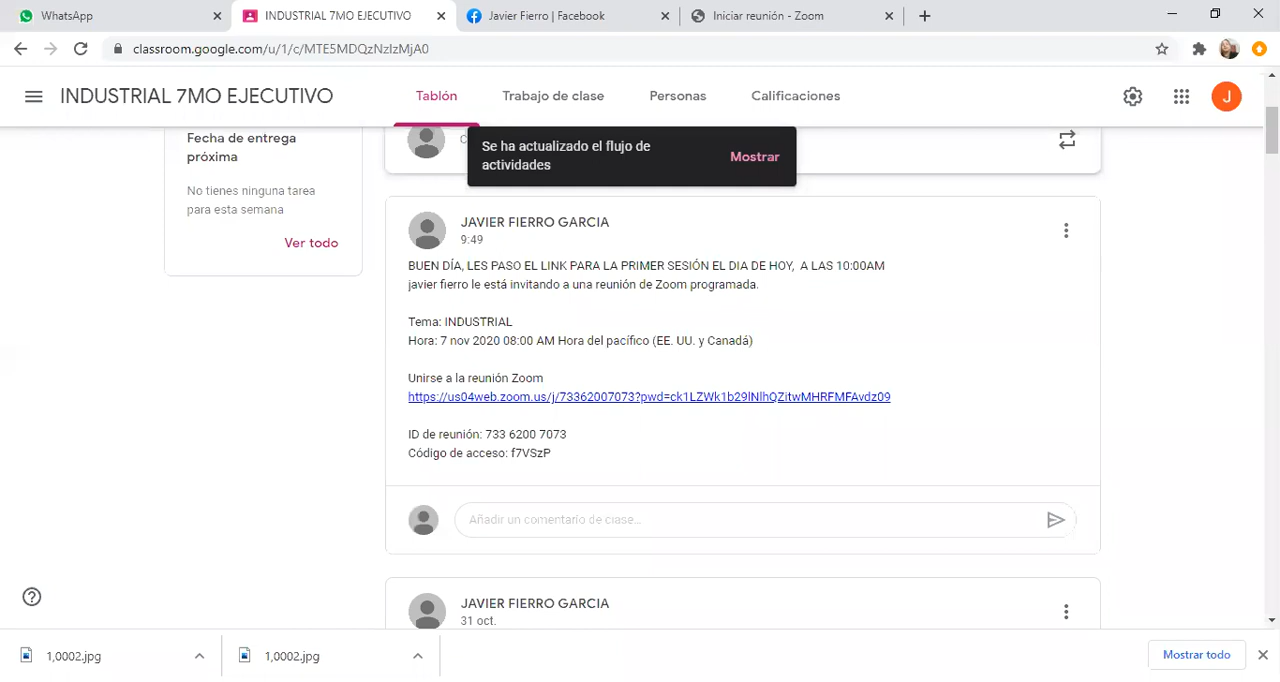 WhatsApp
INDUSTRIAL 7MO EJECUTIVO
Javier Fierro | Facebook
Iniciar reunión - Zoom
classroom.google.com/u/1/c/MTE5MDQzNzIzMjA0
INDUSTRIAL 7MO EJECUTIVO
Tablón
Trabajo de clase
Personas
Calificaciones
J
Fecha de entrega
próxima
No tienes ninguna tarea
para esta semana
Ver todo
Se ha actualizado el flujo de
actividades
Mostrar
JAVIER FIERRO GARCIA
9:49
BUEN DÍA, LES PASO EL LINK PARA LA PRIMER SESIÓN EL DIA DE HOY, A LAS 10:00AM
javier fierro le está invitando a una reunión de Zoom programada.
Tema: INDUSTRIAL
Hora: 7 nov 2020 08:00 AM Hora del pacífico (EE. UU. y Canadá)
Unirse a la reunión Zoom
https://us04web.zoom.us/j/73362007073?pwd=ck1LZWk1b29lNlhQZitwMHRFMFAvdz09
ID de reunión: 733 6200 7073
Código de acceso: f7VSzP
Añadir un comentario de clase...
JAVIER FIERRO GARCIA
31 oct.
1,0002.jpg
1,0002.jpg
Mostrar todo